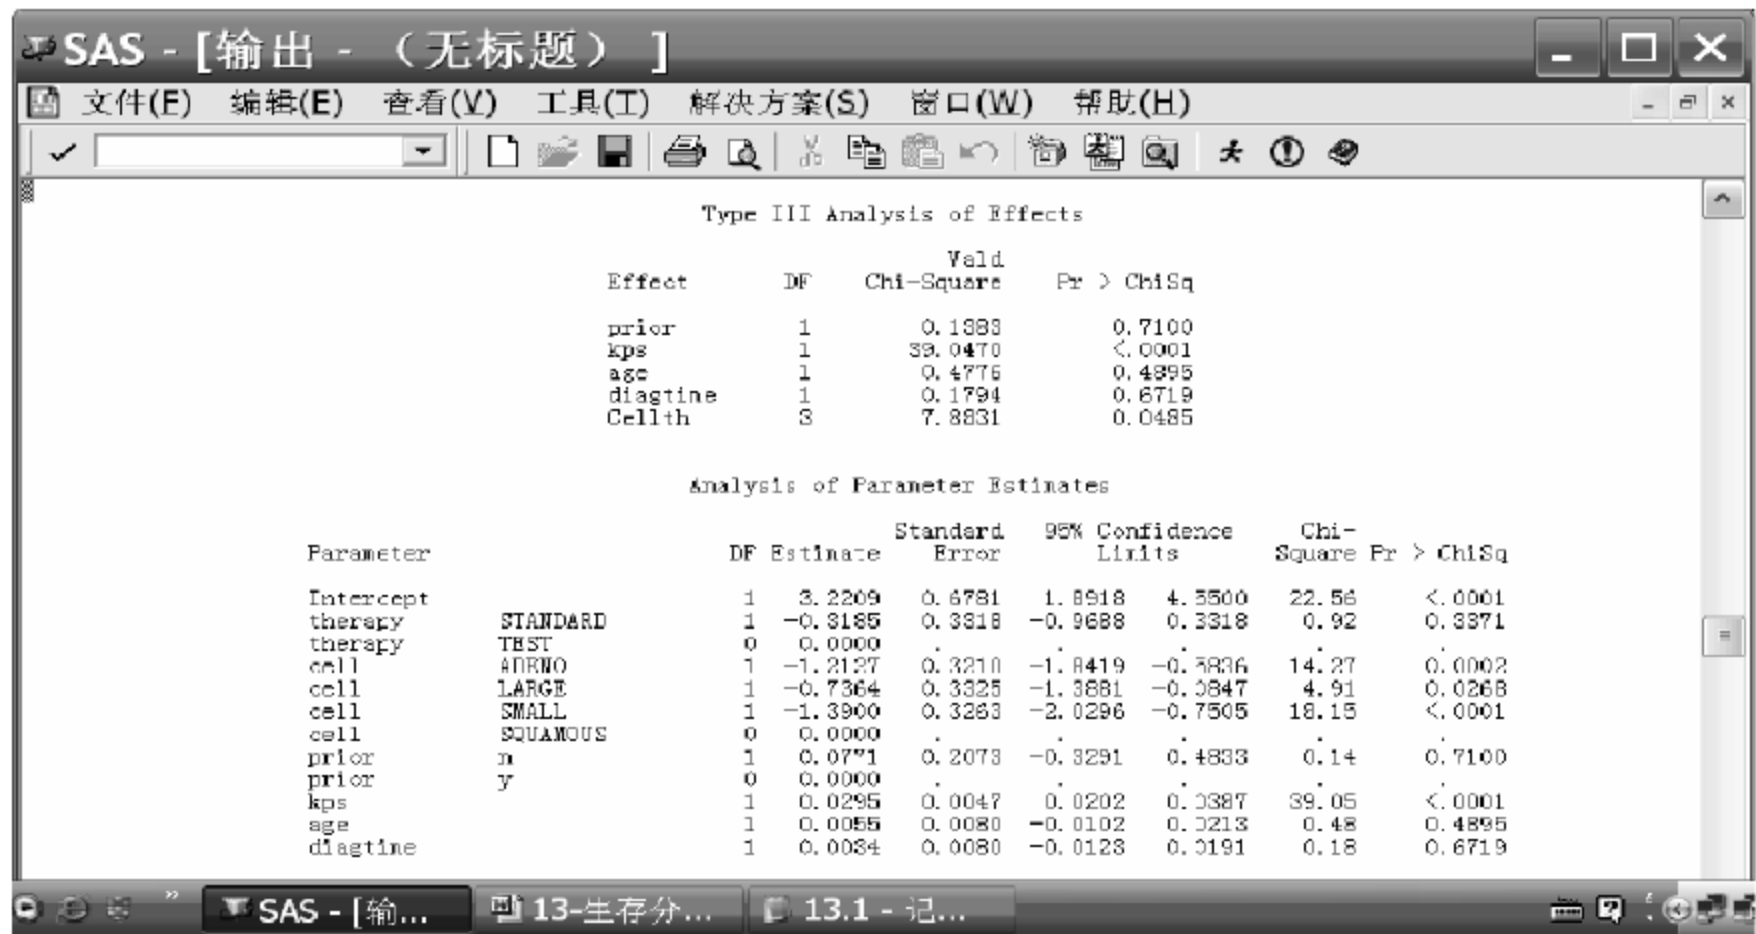 SAS - [输出 - （无标题） ]
文件(F) 编辑(E) 查看(V) 工具(T) 解决方案(S) 窗口(W) 帮助(H)
Type III Analysis of Effects
Wald
Effect DF Chi-Square Pr > ChiSq
prior 1 0.1383 0.7100
kps 1 39.0470 <.0001
age 1 0.4776 0.4895
diagtime 1 0.1794 0.6719
Cellth 3 7.8831 0.0485
Analysis of Parameter Estimates
Standard 95% Confidence Chi-
Parameter DF Estimate Error Limits Square Pr > ChiSq
Intercept 1 3.2209 0.6781 1.8918 4.5500 22.56 <.0001
therapy STANDARD 1 -0.3185 0.3318 -0.9688 0.3318 0.92 0.3371
therapy TEST 0 0.0000 . . . . .
cell ADENO 1 -1.2127 0.3210 -1.8419 -0.5836 14.27 0.0002
cell LARGE 1 -0.7364 0.3325 -1.3881 -0.0847 4.91 0.0268
cell SMALL 1 -1.3900 0.3263 -2.0296 -0.7505 18.15 <.0001
cell SQUAMOUS 0 0.0000 . . . . .
prior n 1 0.0771 0.2073 -0.3291 0.4833 0.14 0.7100
prior y 0 0.0000 . . . . .
kps 1 0.0295 0.0047 0.0202 0.0387 39.05 <.0001
age 1 0.0055 0.0080 -0.0102 0.0213 0.48 0.4895
diagtime 1 0.0034 0.0080 -0.0123 0.0191 0.18 0.6719
SAS - [输... 13-生存分... 13.1 - 记...